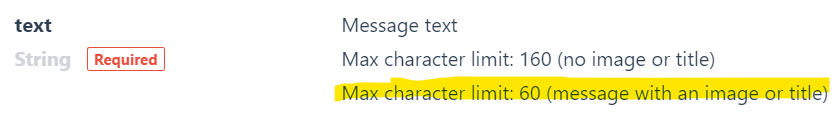 text
Message text
String Required
Max character limit: 160 (no image or title)
Max character limit: 60 (message with an image or title)